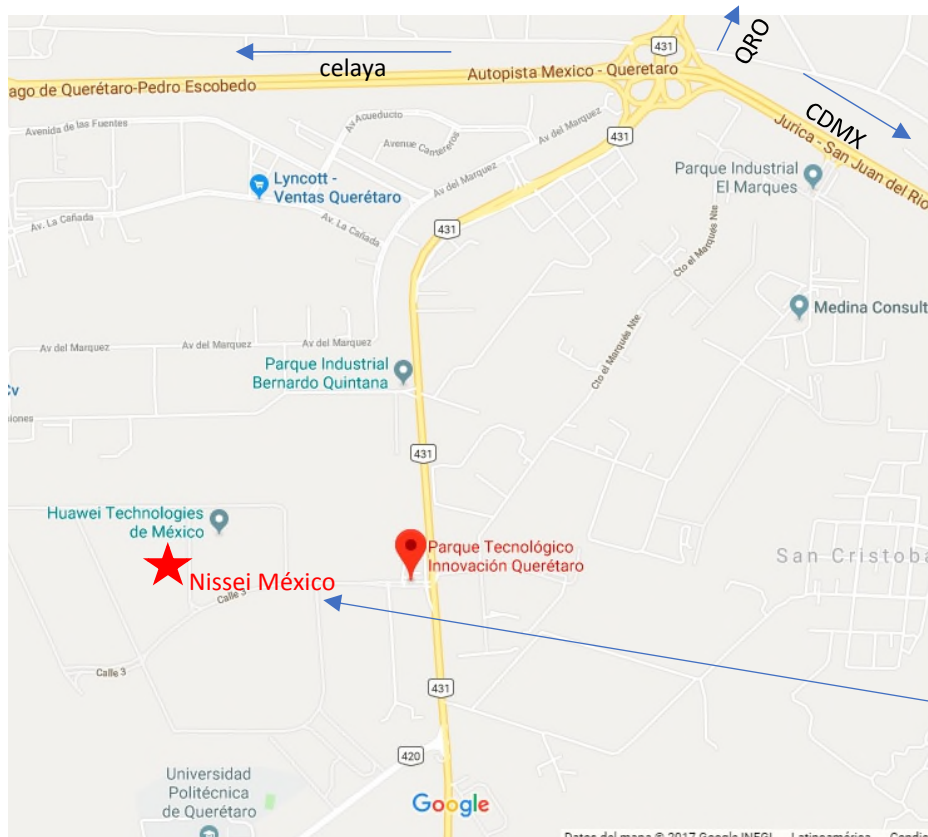 431
QRO
celaya
Autopista Mexico - Queretaro
ago de Querétaro-Pedro Escobedo
CDMX
Jurica - San Juan del Rio
Av Acueducto
Avenida de las Fuentes
Avenue Cantereros
Av del Marquez
431
Parque Industrial
El Marques
Lyncott -
Ventas Querétaro
Av del Marquez
Av. La Cañada
Av. La Cañada
431
Cto el Marqués Nte
Medina Consult
Cto el Marqués Nte
Av del Marquez
Av del Marquez
Av del Marquez
Parque Industrial
Bernardo Quintana
Cv
iones
431
Huawei Technologies
de México
Parque Tecnológico
Innovación Querétaro
San Cristoba
Nissei México
Calle 3
Calle 3
431
420
Universidad
Politécnica
de Querétaro
Google
Datos del mapa © 2017 Google INEGI Latinoamérica Condic